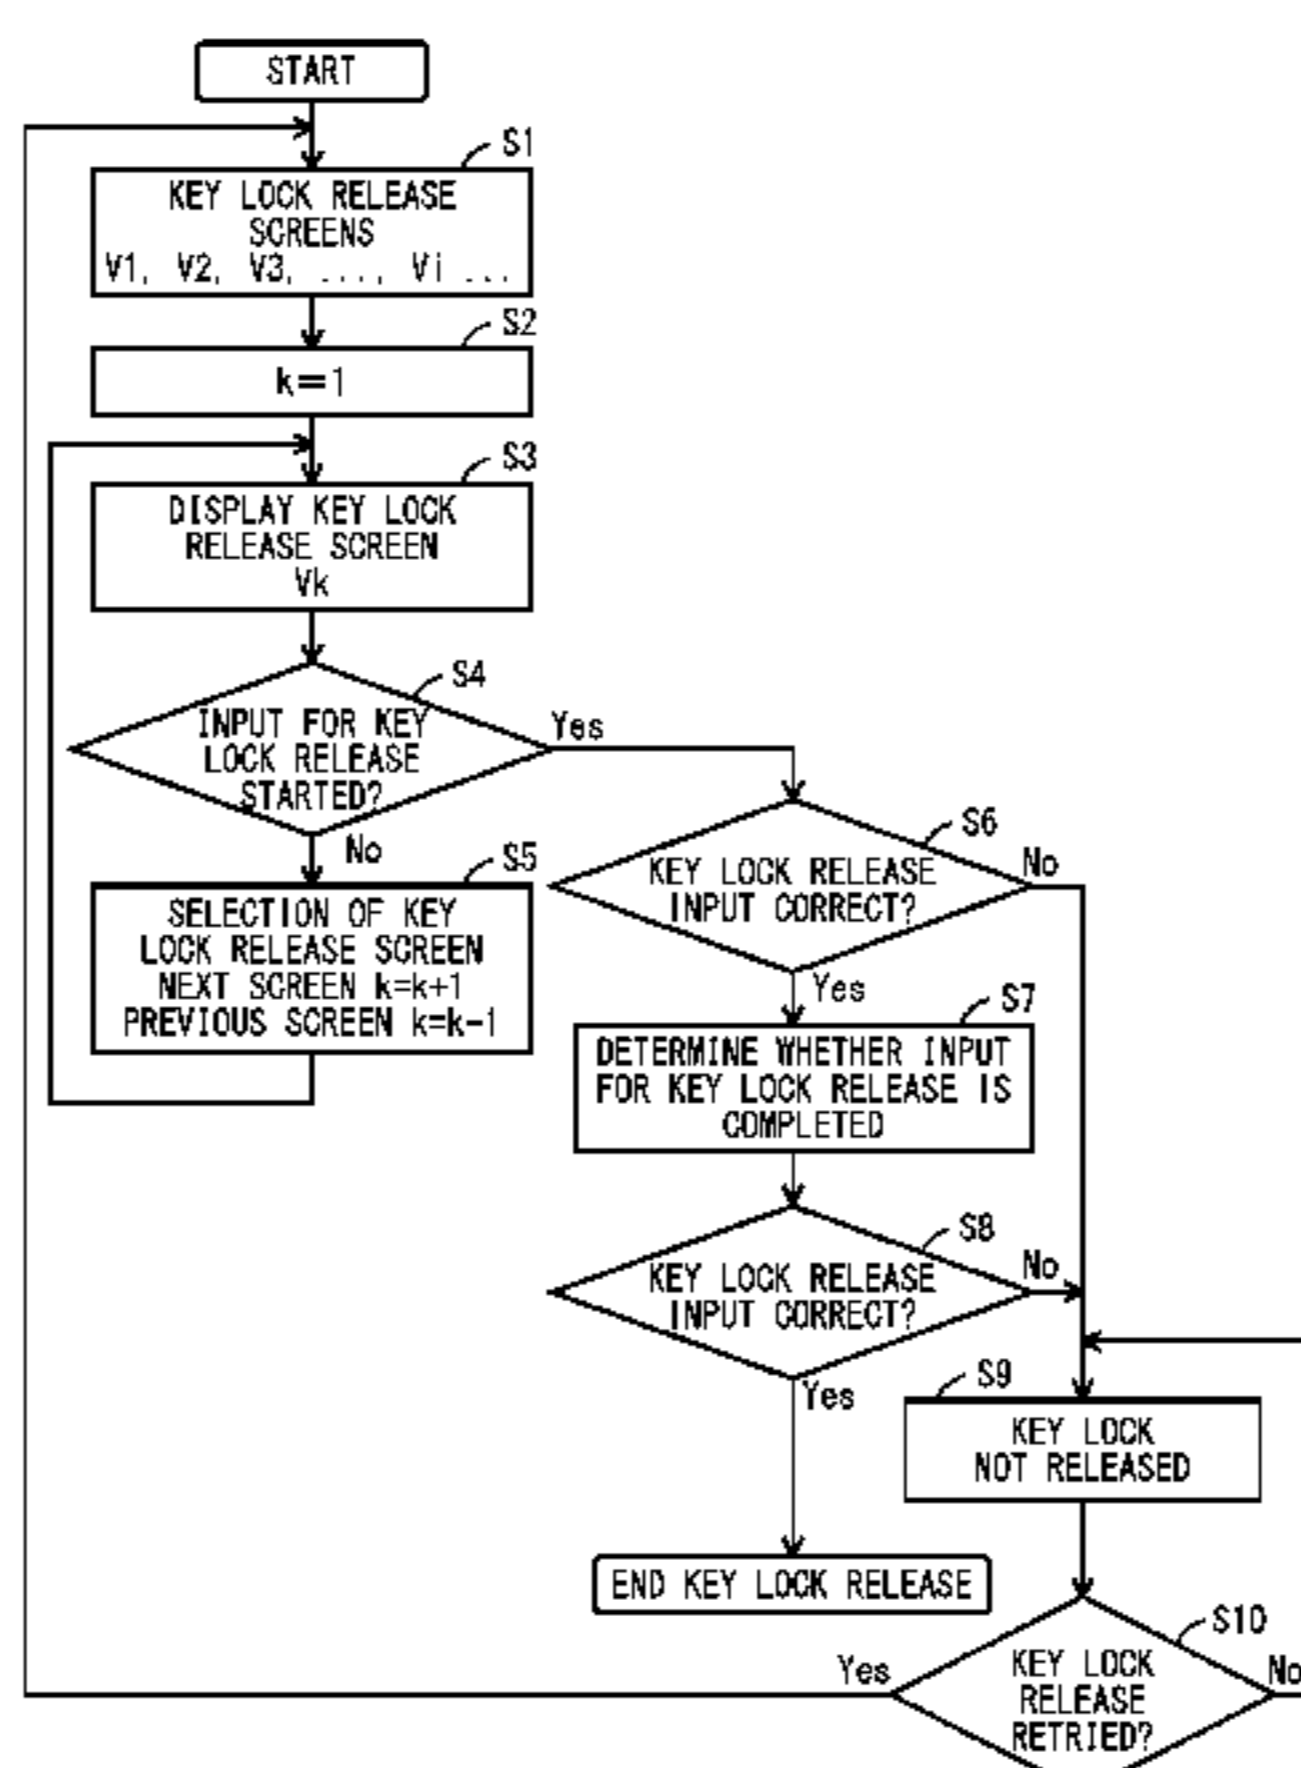 START
S1
KEY LOCK RELEASE
SCREENS
V1, V2, V3, ...., Vi ...
S2
k=1
S3
DISPLAY KEY LOCK
RELEASE SCREEN
Vk
S4
INPUT FOR KEY
LOCK RELEASE
STARTED?
Yes
No
S5
SELECTION OF KEY
LOCK RELEASE SCREEN
NEXT SCREEN k=k+1
PREVIOUS SCREEN k=k-1
S6
KEY LOCK RELEASE
INPUT CORRECT?
No
Yes
S7
DETERMINE WHETHER INPUT
FOR KEY LOCK RELEASE IS
COMPLETED
S8
KEY LOCK RELEASE
INPUT CORRECT?
No
Yes
S9
KEY LOCK
NOT RELEASED
END KEY LOCK RELEASE
S10
KEY LOCK
RELEASE
RETRIED?
Yes
No